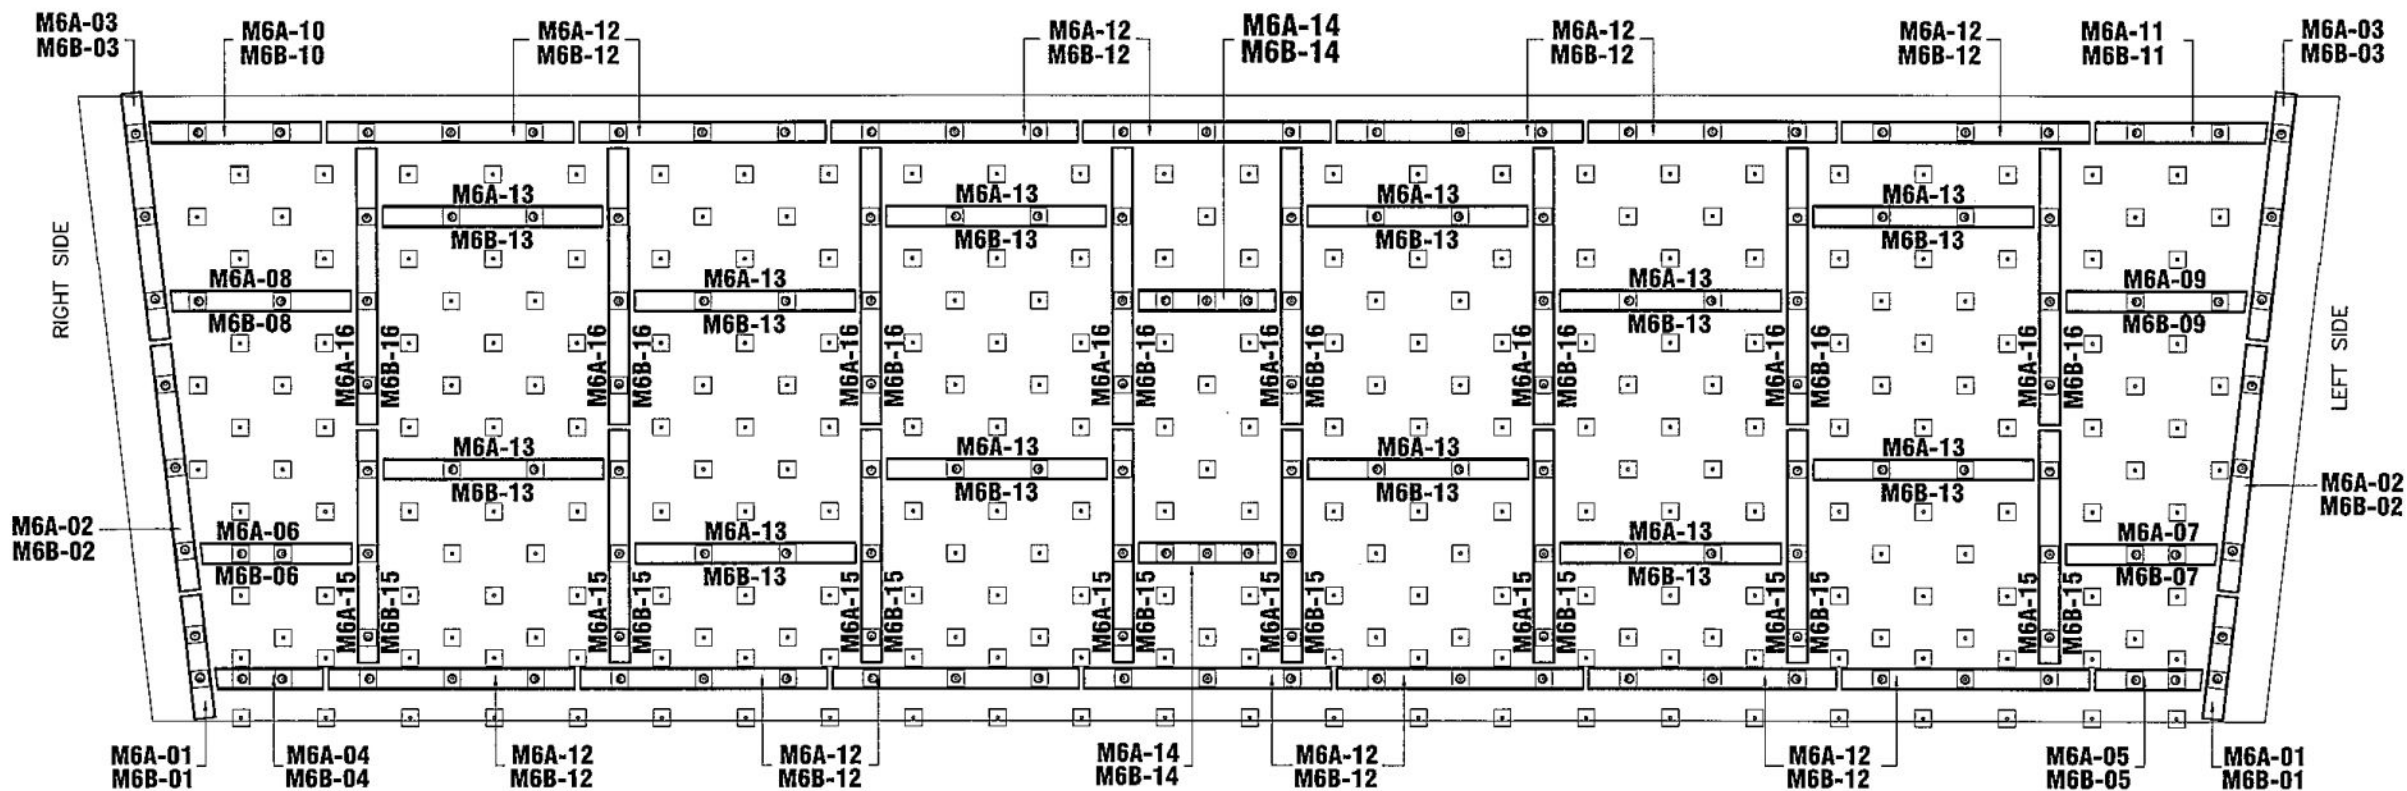 M6A-03
M6B-03
M6A-10
M6B-10
M6A-12
M6B-12
M6A-12
M6B-12
M6A-14
M6B-14
M6A-12
M6B-12
M6A-12
M6B-12
M6A-11
M6B-11
M6A-03
M6B-03
RIGHT SIDE
LEFT SIDE
M6A-13
M6B-13
M6A-13
M6B-13
M6A-13
M6B-13
M6A-13
M6B-13
M6A-08
M6B-08
M6A-13
M6B-13
M6A-13
M6B-13
M6A-09
M6B-09
M6A-16
M6B-16
M6A-16
M6B-16
M6A-16
M6B-16
M6A-16
M6B-16
M6A-16
M6B-16
M6A-16
M6B-16
M6A-16
M6B-16
M6A-16
M6B-16
M6A-13
M6B-13
M6A-13
M6B-13
M6A-13
M6B-13
M6A-13
M6B-13
M6A-02
M6B-02
M6A-02
M6B-02
M6A-06
M6B-06
M6A-13
M6B-13
M6A-13
M6B-13
M6A-07
M6B-07
M6A-15
M6B-15
M6A-15
M6B-15
M6A-15
M6B-15
M6A-15
M6B-15
M6A-15
M6B-15
M6A-15
M6B-15
M6A-15
M6B-15
M6A-15
M6B-15
M6A-01
M6B-01
M6A-04
M6B-04
M6A-12
M6B-12
M6A-12
M6B-12
M6A-14
M6B-14
M6A-12
M6B-12
M6A-12
M6B-12
M6A-05
M6B-05
M6A-01
M6B-01